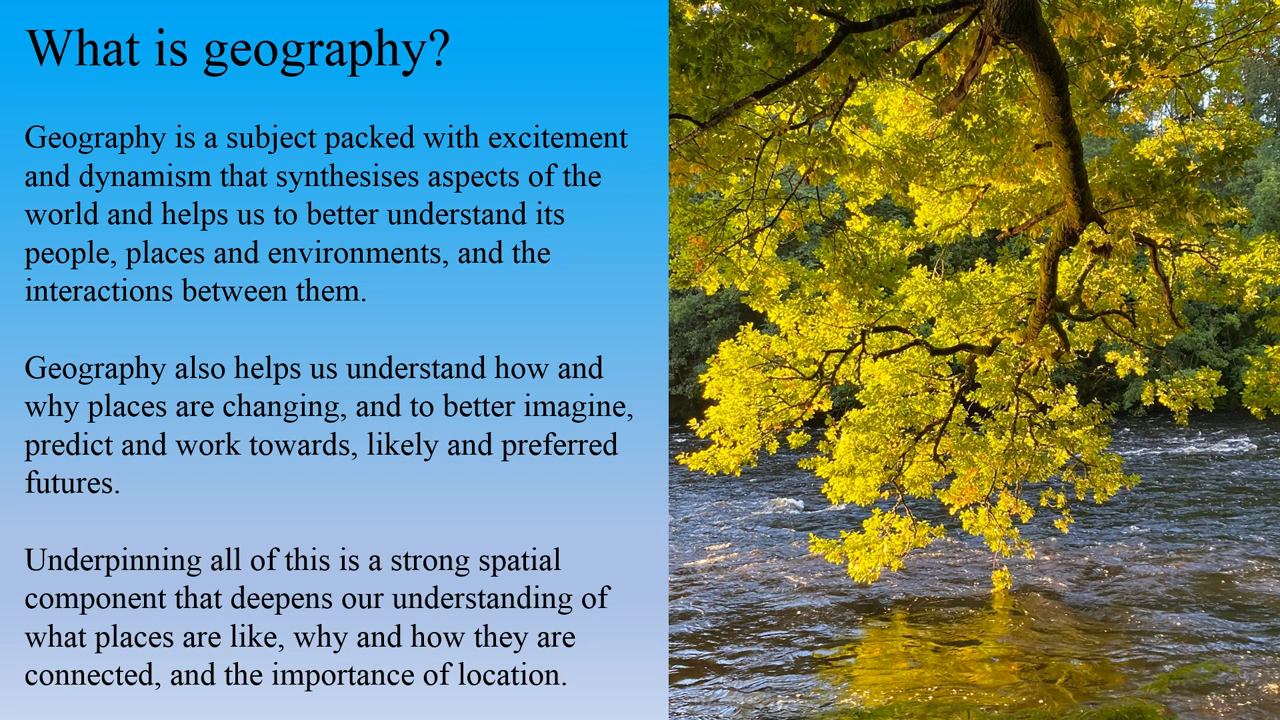 What is geography?
Geography is a subject packed with excitement
and dynamism that synthesises aspects of the
world and helps us to better understand its
people, places and environments, and the
interactions between them.
Geography also helps us understand how and
why places are changing, and to better imagine,
predict and work towards, likely and preferred
futures.
Underpinning all of this is a strong spatial
component that deepens our understanding of
what places are like, why and how they are
connected, and the importance of location.